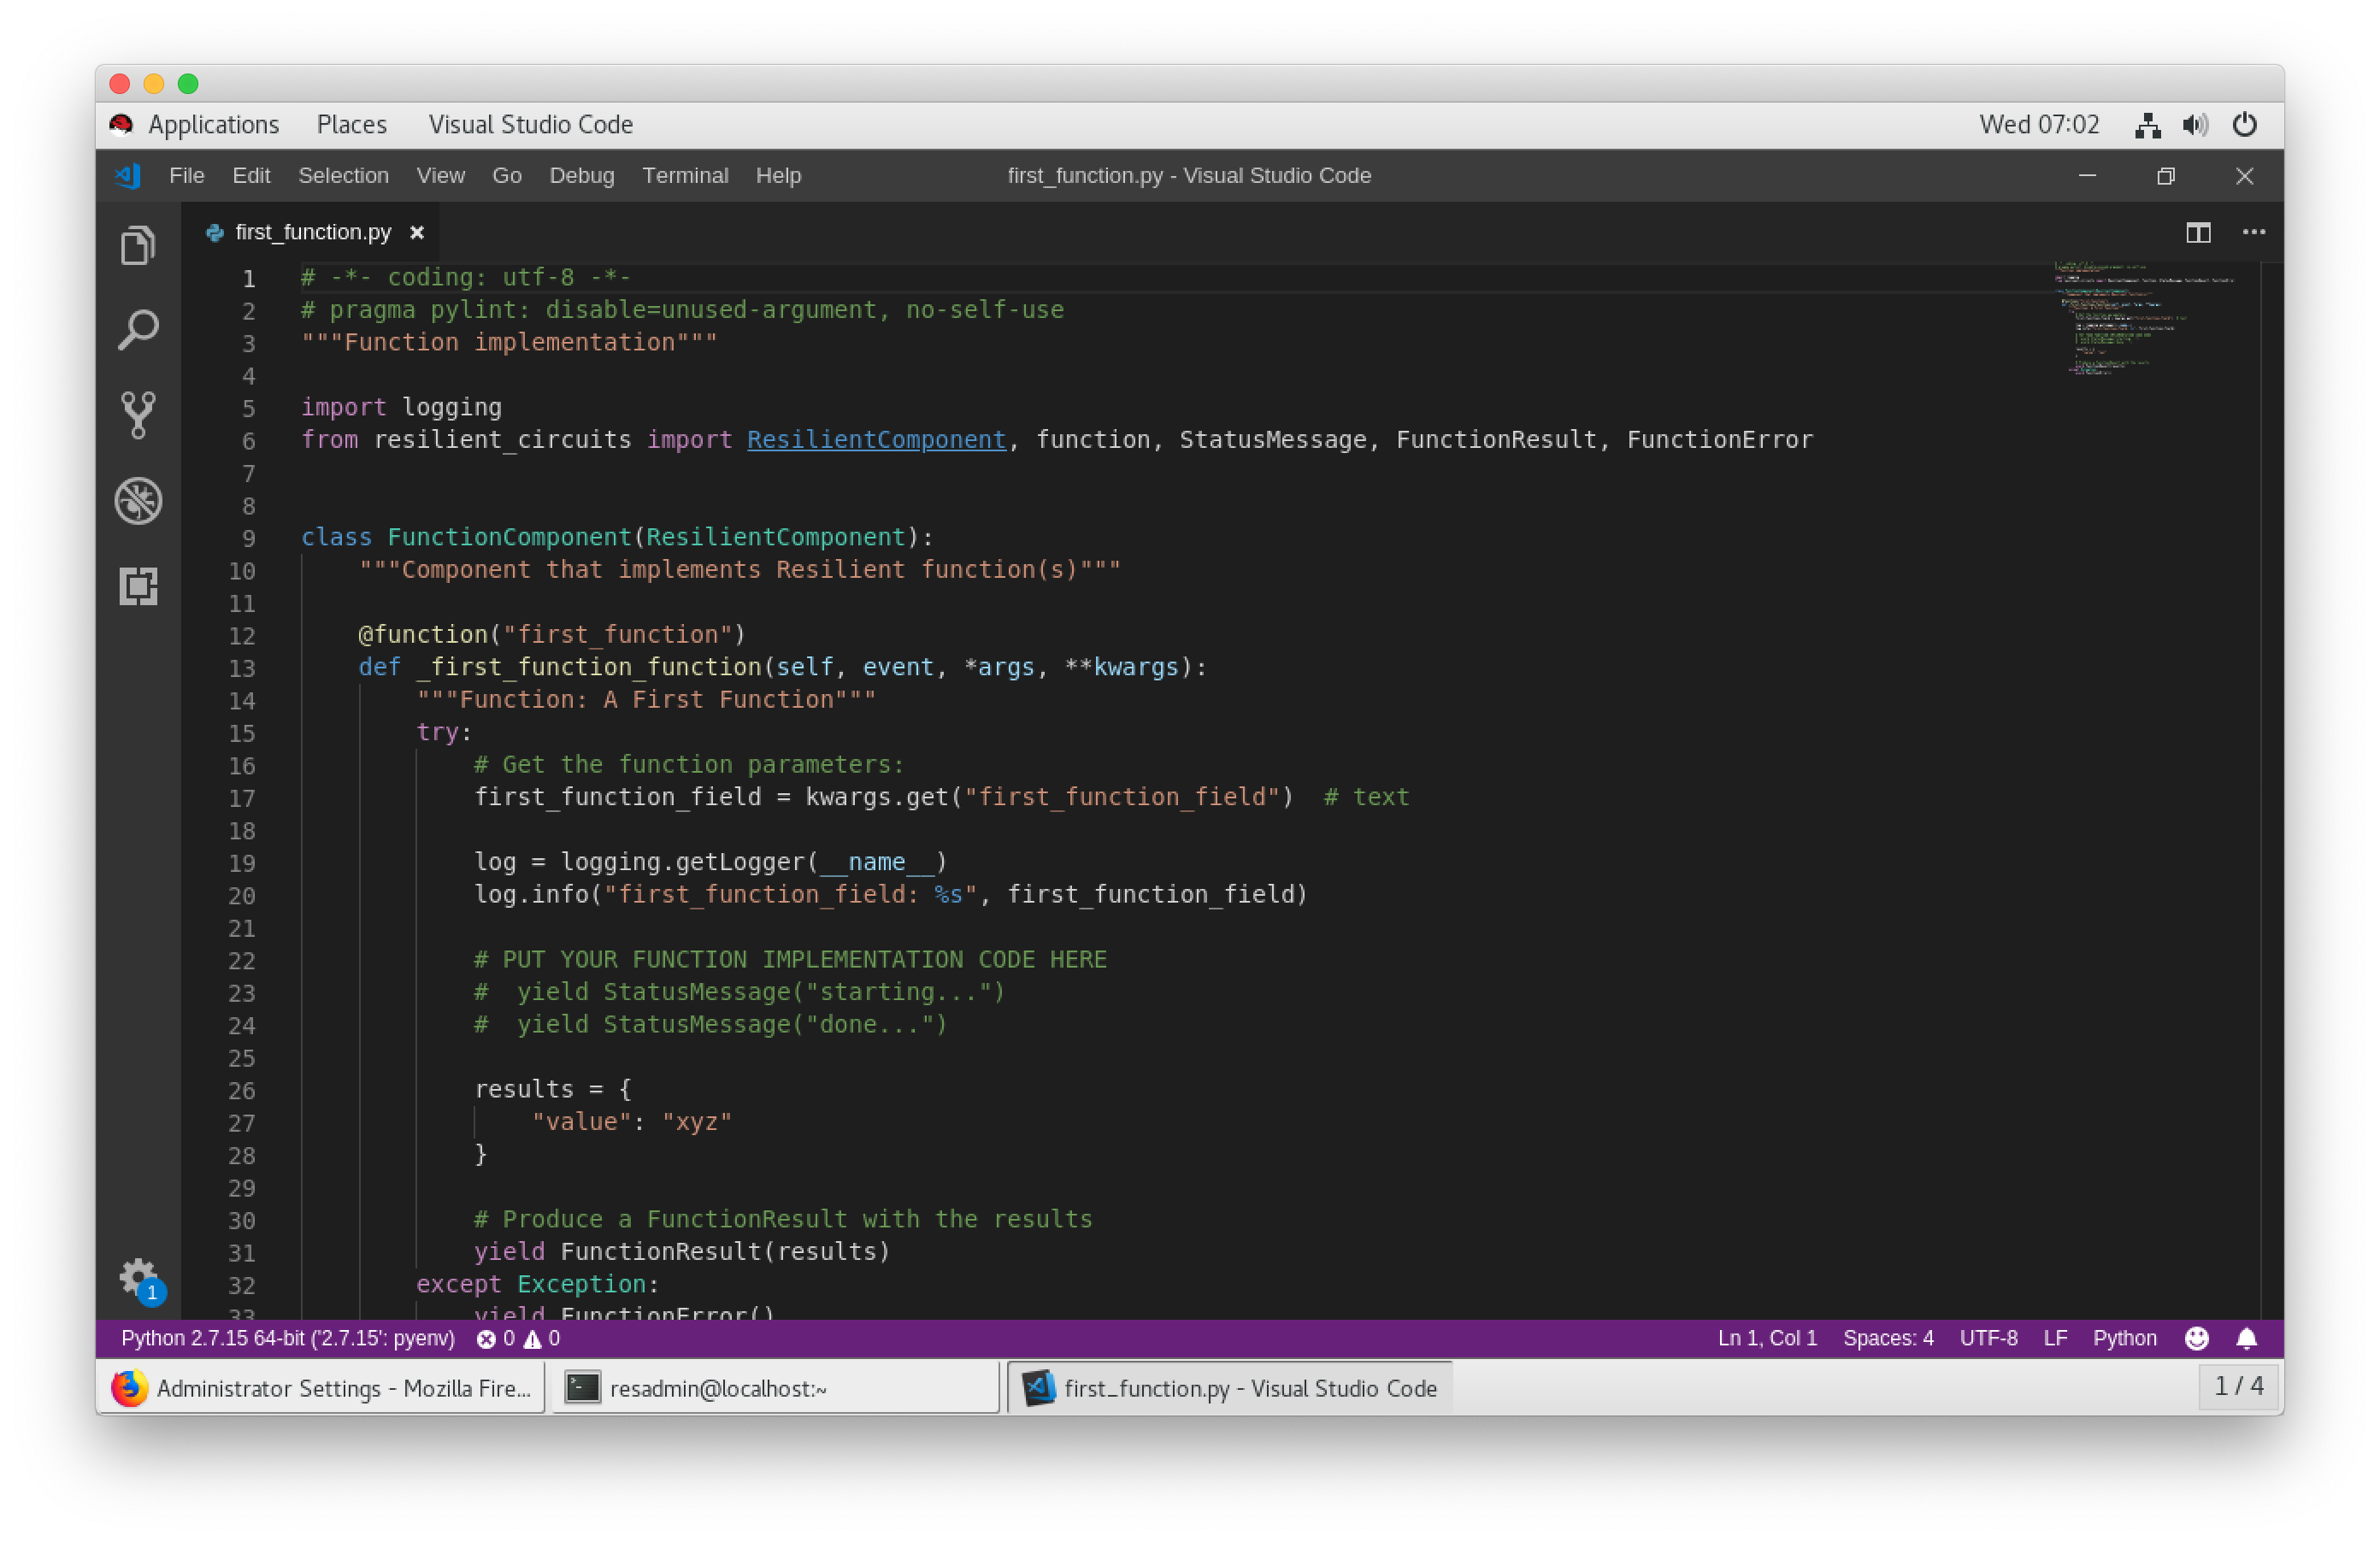 Applications Places Visual Studio Code Wed 07:02
File Edit Selection View Go Debug Terminal Help first_function.py - Visual Studio Code
first_function.py
1 # -*- coding: utf-8 -*-
2 # pragma pylint: disable=unused-argument, no-self-use
3 """Function implementation"""
4
5 import logging
6 from resilient_circuits import ResilientComponent, function, StatusMessage, FunctionResult, FunctionError
7
8
9 class FunctionComponent(ResilientComponent):
10     """Component that implements Resilient function(s)"""
11
12     @function("first_function")
13     def _first_function_function(self, event, *args, **kwargs):
14         """Function: A First Function"""
15         try:
16             # Get the function parameters:
17             first_function_field = kwargs.get("first_function_field")  # text
18
19             log = logging.getLogger(__name__)
20             log.info("first_function_field: %s", first_function_field)
21
22             # PUT YOUR FUNCTION IMPLEMENTATION CODE HERE
23             #  yield StatusMessage("starting...")
24             #  yield StatusMessage("done...")
25
26             results = {
27                 "value": "xyz"
28             }
29
30             # Produce a FunctionResult with the results
31             yield FunctionResult(results)
32         except Exception:
33             yield FunctionError()
1
Python 2.7.15 64-bit ('2.7.15': pyenv) 0 0 Ln 1, Col 1 Spaces: 4 UTF-8 LF Python
Administrator Settings - Mozilla Fire... resadmin@localhost:~ first_function.py - Visual Studio Code 1 / 4